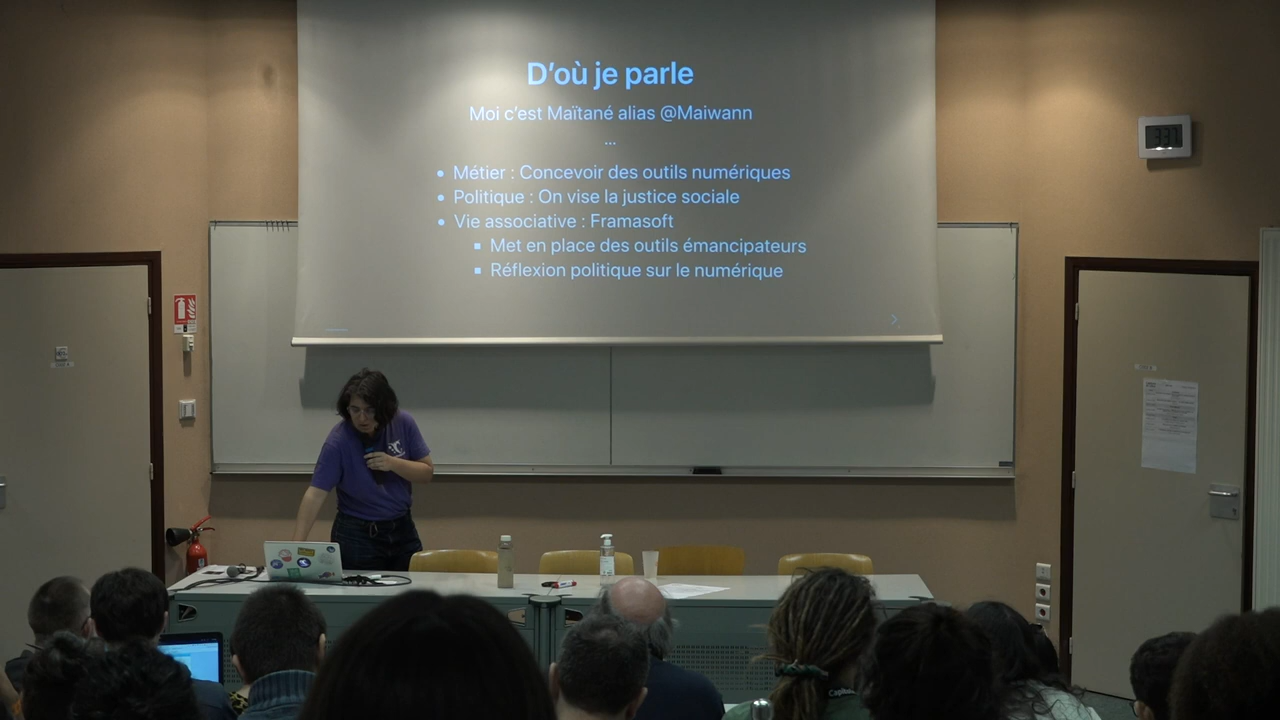 D'où je parle
Moi c'est Maïtané alias @Maiwann
...
• Métier : Concevoir des outils numériques
• Politique : On vise la justice sociale
• Vie associative : Framasoft
▪ Met en place des outils émancipateurs
▪ Réflexion politique sur le numérique